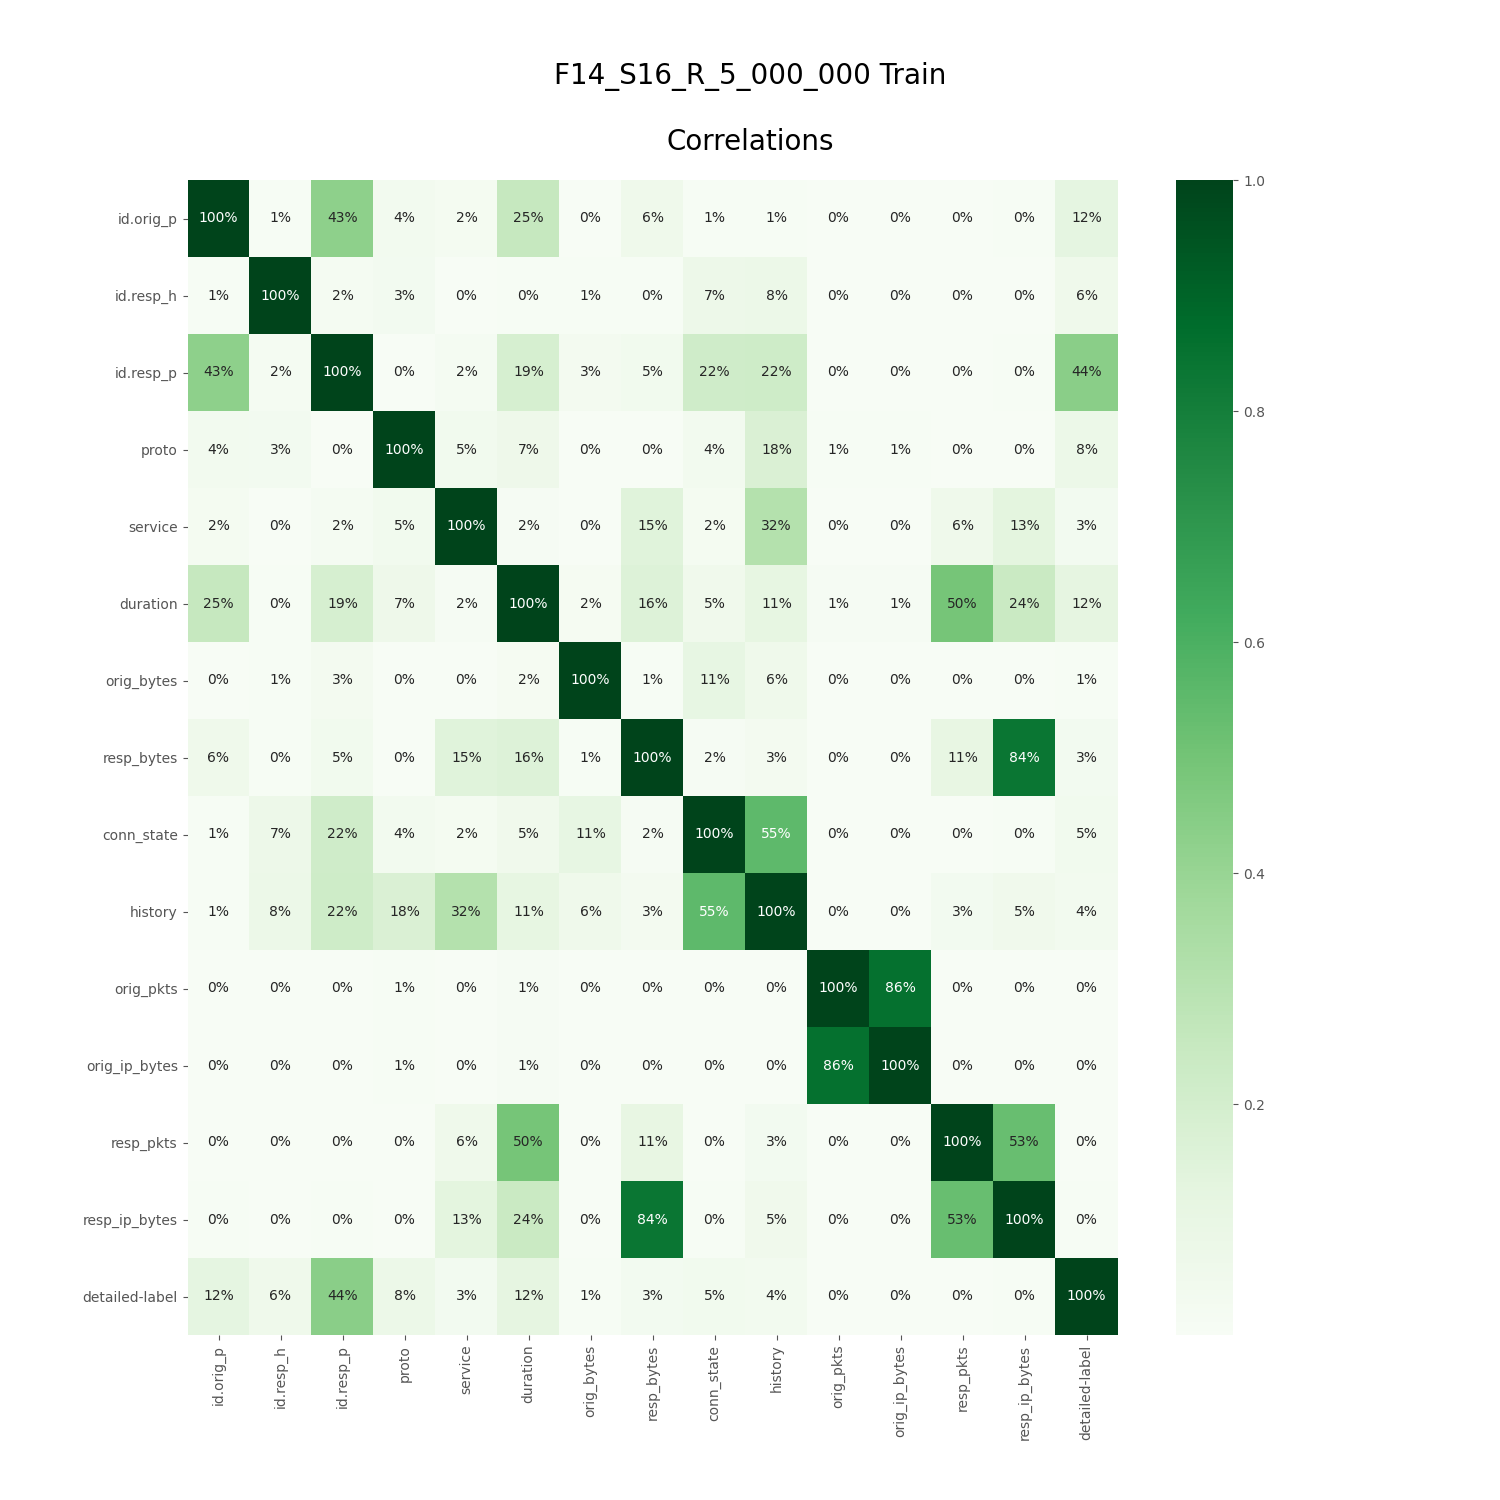 F14_S16_R_5_000_000 Train
Correlations
id.orig_p 100% 1% 43% 4% 2% 25% 0% 6% 1% 1% 0% 0% 0% 0% 12%
id.resp_h 1% 100% 2% 3% 0% 0% 1% 0% 7% 8% 0% 0% 0% 0% 6%
id.resp_p 43% 2% 100% 0% 2% 19% 3% 5% 22% 22% 0% 0% 0% 0% 44%
proto 4% 3% 0% 100% 5% 7% 0% 0% 4% 18% 1% 1% 0% 0% 8%
service 2% 0% 2% 5% 100% 2% 0% 15% 2% 32% 0% 0% 6% 13% 3%
duration 25% 0% 19% 7% 2% 100% 2% 16% 5% 11% 1% 1% 50% 24% 12%
orig_bytes 0% 1% 3% 0% 0% 2% 100% 1% 11% 6% 0% 0% 0% 0% 1%
resp_bytes 6% 0% 5% 0% 15% 16% 1% 100% 2% 3% 0% 0% 11% 84% 3%
conn_state 1% 7% 22% 4% 2% 5% 11% 2% 100% 55% 0% 0% 0% 0% 5%
history 1% 8% 22% 18% 32% 11% 6% 3% 55% 100% 0% 0% 3% 5% 4%
orig_pkts 0% 0% 0% 1% 0% 1% 0% 0% 0% 0% 100% 86% 0% 0% 0%
orig_ip_bytes 0% 0% 0% 1% 0% 1% 0% 0% 0% 0% 86% 100% 0% 0% 0%
resp_pkts 0% 0% 0% 0% 6% 50% 0% 11% 0% 3% 0% 0% 100% 53% 0%
resp_ip_bytes 0% 0% 0% 0% 13% 24% 0% 84% 0% 5% 0% 0% 53% 100% 0%
detailed-label 12% 6% 44% 8% 3% 12% 1% 3% 5% 4% 0% 0% 0% 0% 100%
id.orig_p
id.resp_h
id.resp_p
proto
service
duration
orig_bytes
resp_bytes
conn_state
history
orig_pkts
orig_ip_bytes
resp_pkts
resp_ip_bytes
detailed-label
1.0
0.8
0.6
0.4
0.2